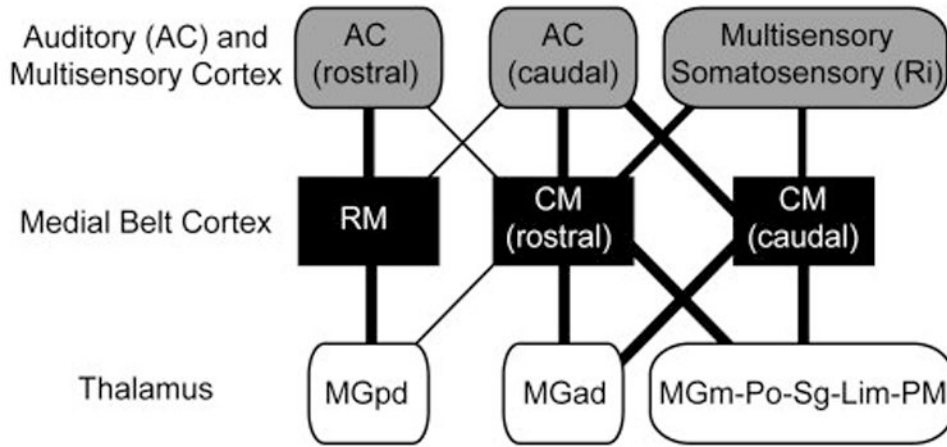 Auditory (AC) and
Multisensory Cortex
AC
(rostral)
AC
(caudal)
Multisensory
Somatosensory (Ri)
Medial Belt Cortex
RM
CM
(rostral)
CM
(caudal)
Thalamus
MGpd
MGad
MGm-Po-Sg-Lim-PM